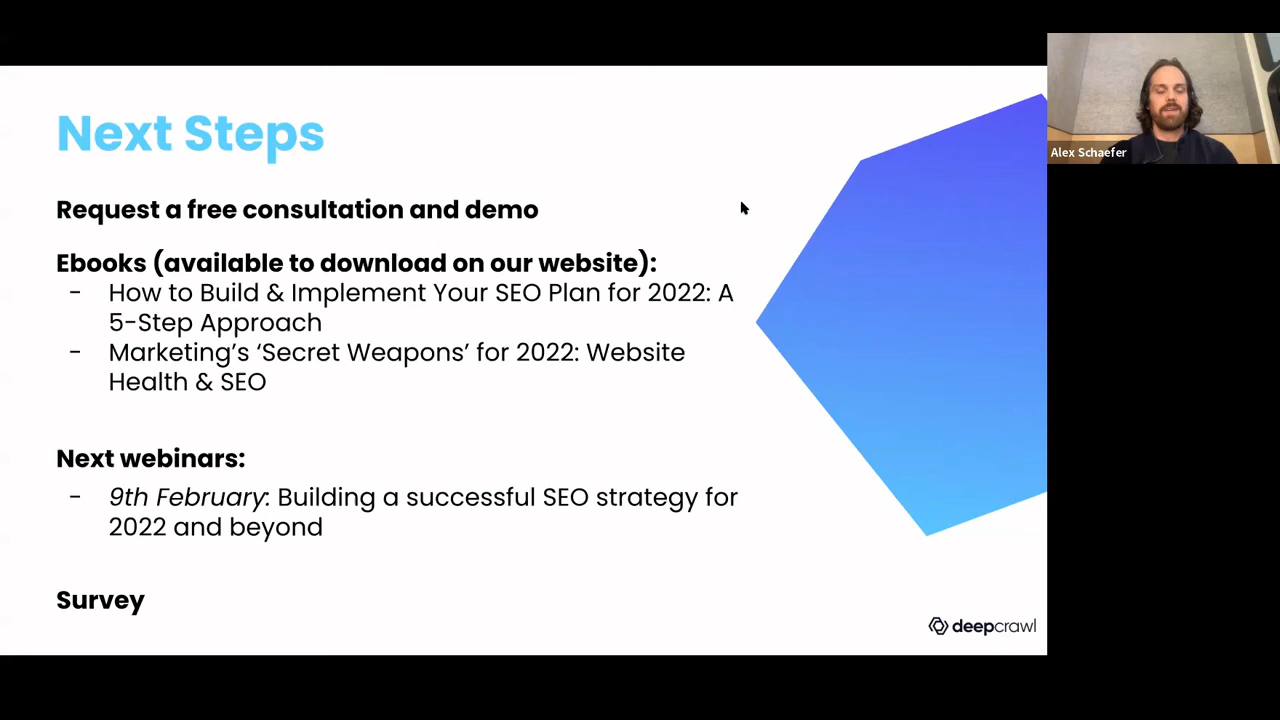 Next Steps
Request a free consultation and demo
Ebooks (available to download on our website):
- How to Build & Implement Your SEO Plan for 2022: A
5-Step Approach
- Marketing’s ‘Secret Weapons’ for 2022: Website
Health & SEO
Next webinars:
- 9th February: Building a successful SEO strategy for
2022 and beyond
Survey
deepcrawl
Alex Schaefer